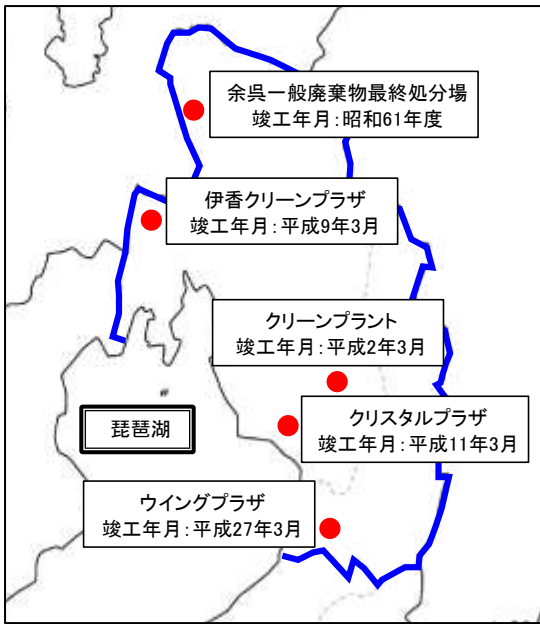 余呉一般廃棄物最終処分場
竣工年月:昭和61年度
伊香クリーンプラザ
竣工年月:平成9年3月
クリーンプラント
竣工年月:平成2年3月
クリスタルプラザ
竣工年月:平成11年3月
琵琶湖
ウイングプラザ
竣工年月:平成27年3月